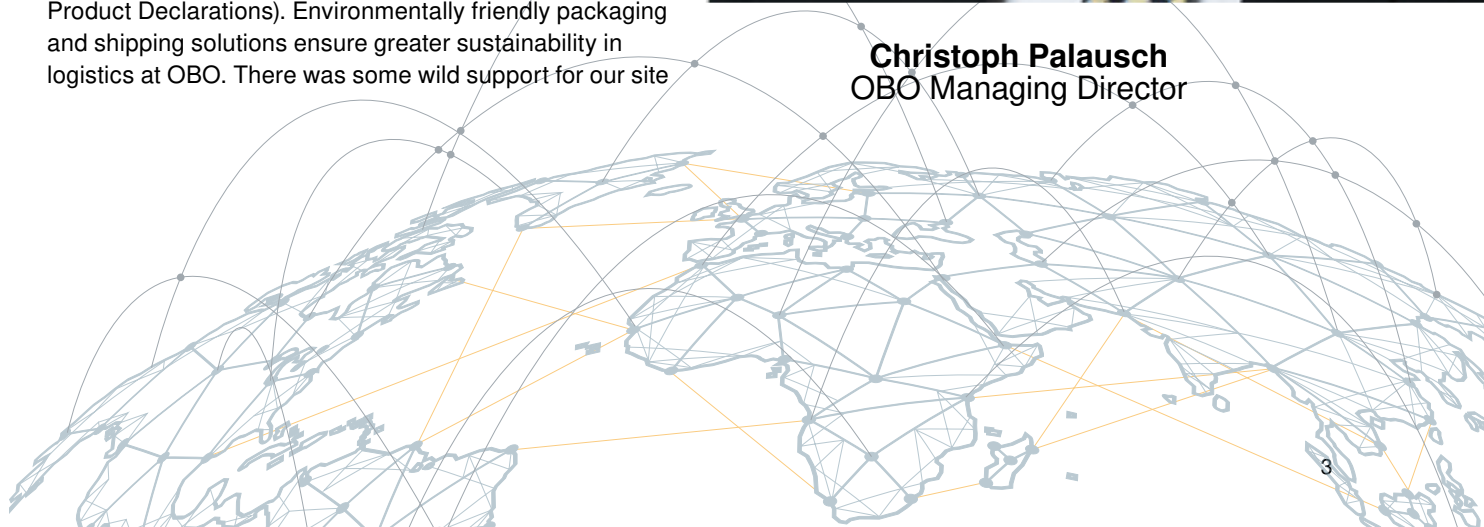 Product Declarations). Environmentally friendly packaging
and shipping solutions ensure greater sustainability in
logistics at OBO. There was some wild support for our site
Christoph Palausch
OBO Managing Director
3